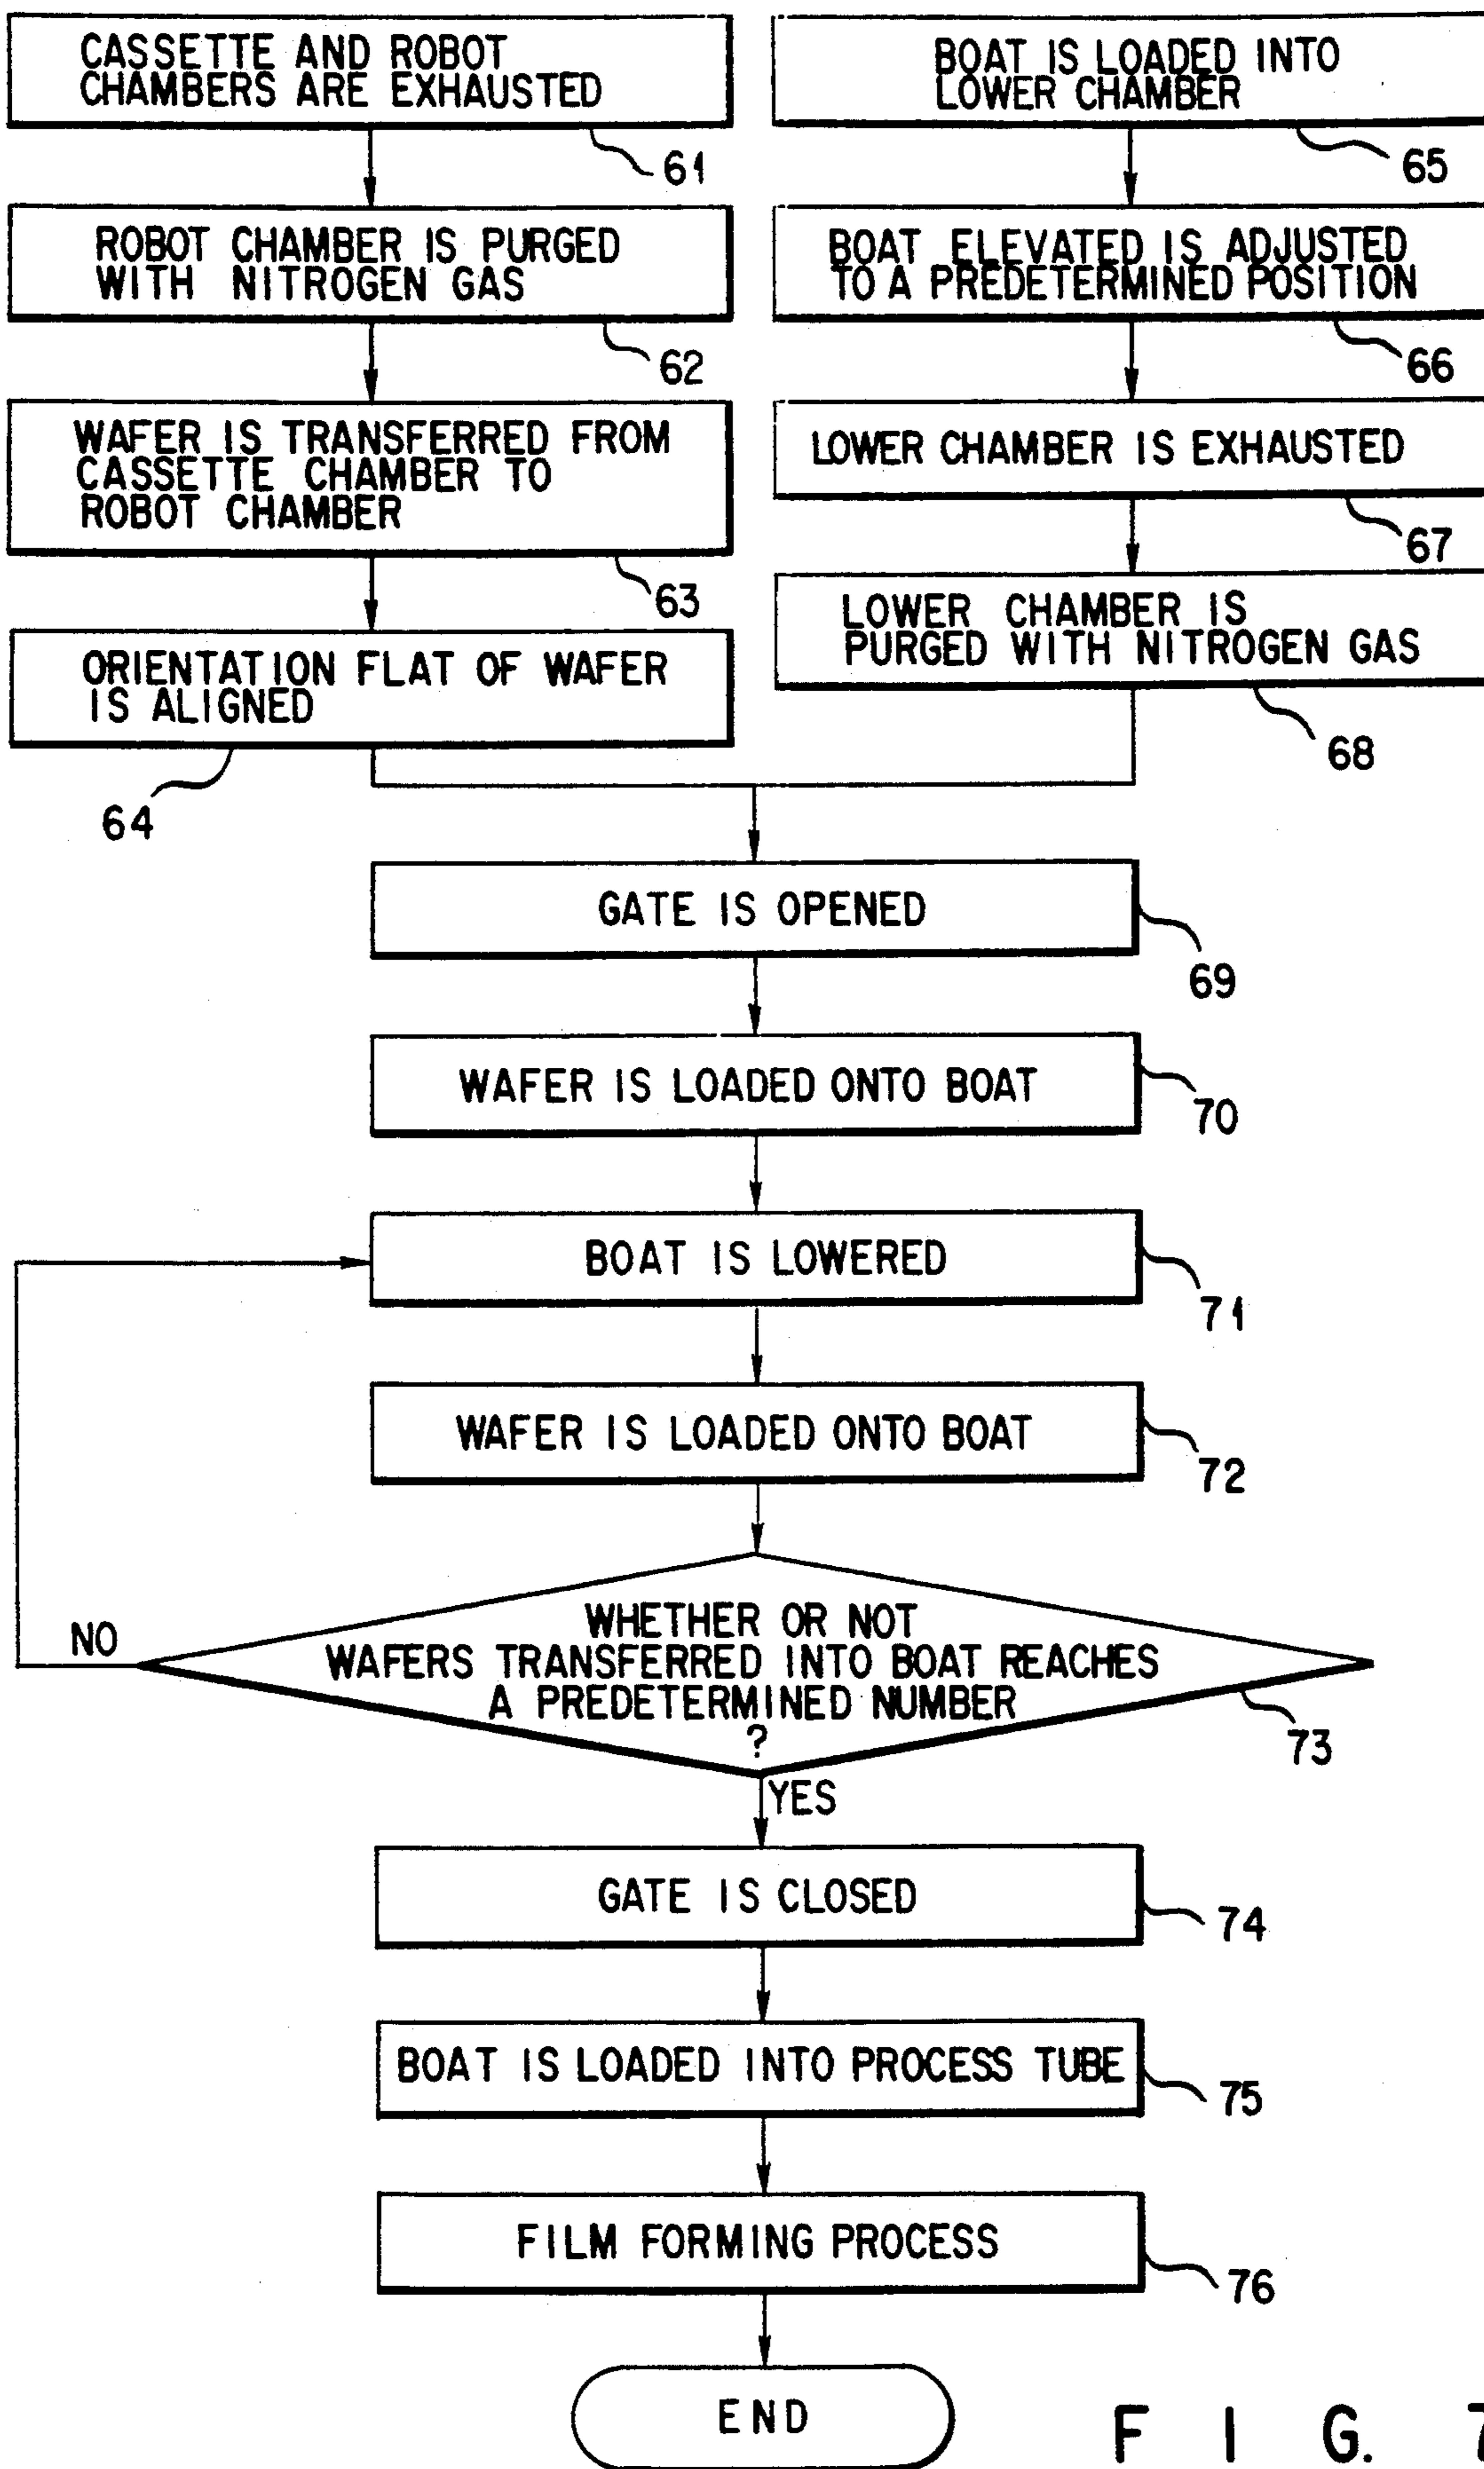 CASSETTE AND ROBOT
CHAMBERS ARE EXHAUSTED
61
ROBOT CHAMBER IS PURGED
WITH NITROGEN GAS
62
WAFER IS TRANSFERRED FROM
CASSETTE CHAMBER TO
ROBOT CHAMBER
63
ORIENTATION FLAT OF WAFER
IS ALIGNED
64
BOAT IS LOADED INTO
LOWER CHAMBER
65
BOAT ELEVATED IS ADJUSTED
TO A PREDETERMINED POSITION
66
LOWER CHAMBER IS EXHAUSTED
67
LOWER CHAMBER IS
PURGED WITH NITROGEN GAS
68
GATE IS OPENED
69
WAFER IS LOADED ONTO BOAT
70
BOAT IS LOWERED
71
WAFER IS LOADED ONTO BOAT
72
WHETHER OR NOT
WAFERS TRANSFERRED INTO BOAT REACHES
A PREDETERMINED NUMBER
?
73
NO
YES
GATE IS CLOSED
74
BOAT IS LOADED INTO PROCESS TUBE
75
FILM FORMING PROCESS
76
END
FIG. 7